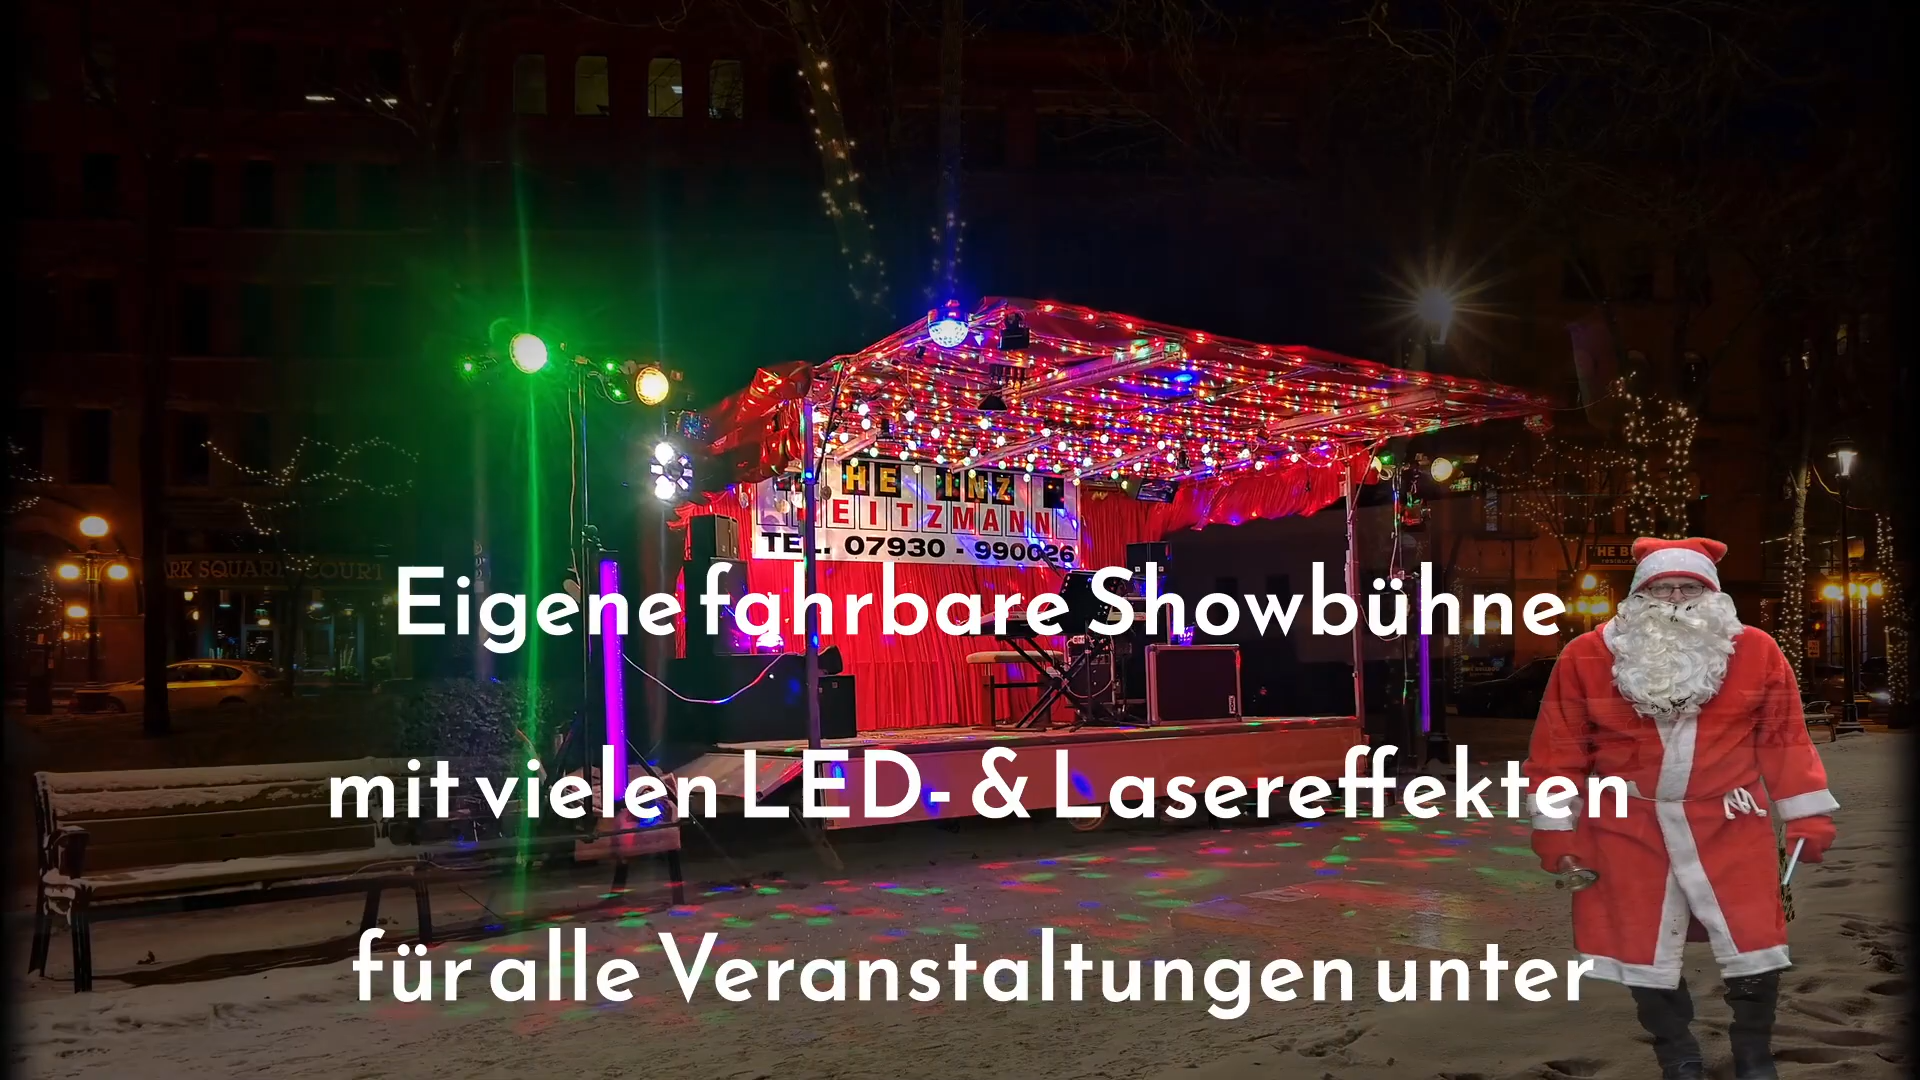 TEL. 07930 - 990026
Eigene fahrbare Showbühne
mit vielen LED- & Lasereffekten
für alle Veranstaltungen unter